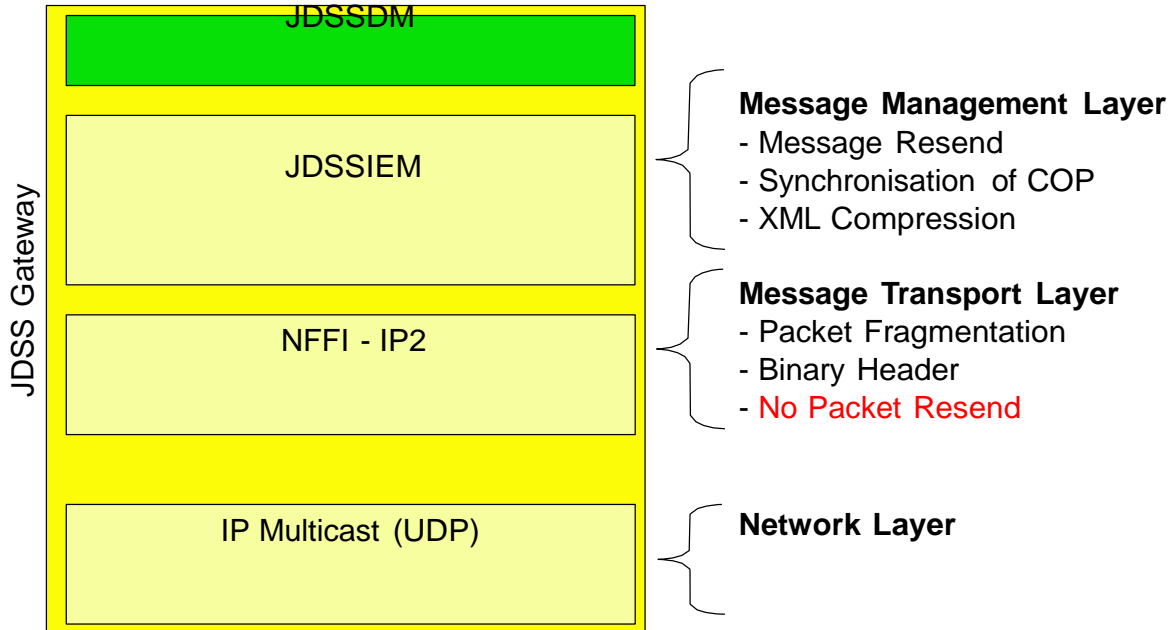 JDSSDM
JDSS Gateway
JDSSIEM
NFFI - IP2
IP Multicast (UDP)
Message Management Layer
- Message Resend
- Synchronisation of COP
- XML Compression
Message Transport Layer
- Packet Fragmentation
- Binary Header
- No Packet Resend
Network Layer